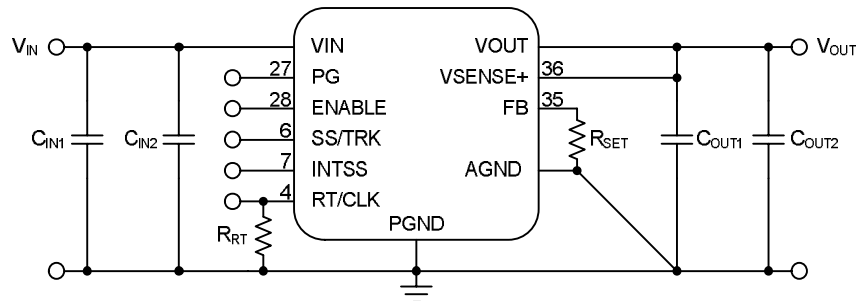 VIN VIN VOUT VOUT
27 PG VSENSE+ 36
28 ENABLE FB 35
CIN1 CIN2 6 SS/TRK RSET COUT1 COUT2
7 INTSS AGND
4 RT/CLK
RRT PGND